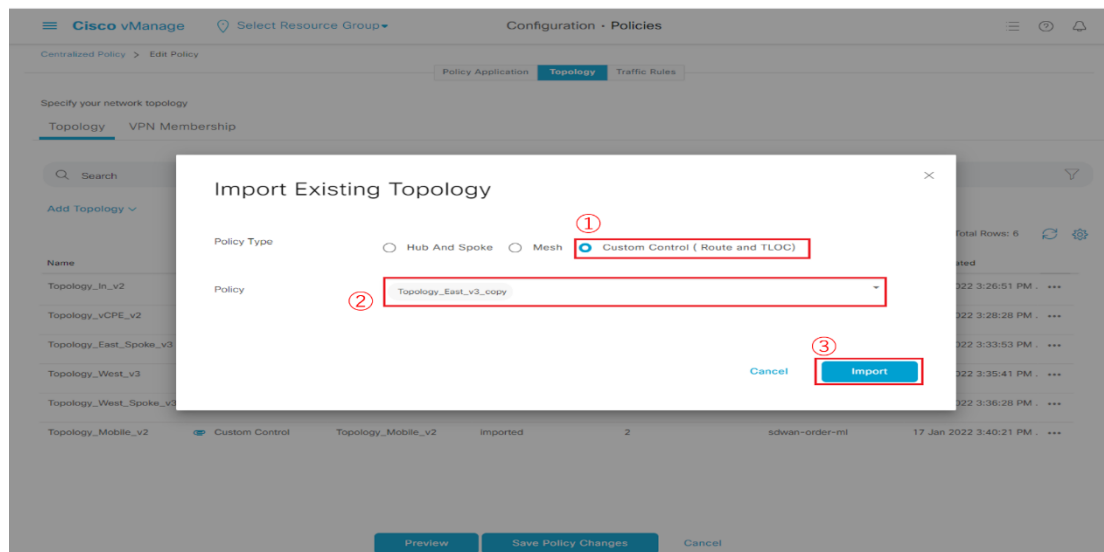 Cisco vManage
Select Resource Group
Configuration · Policies
Centralized Policy > Edit Policy
Policy Application Topology Traffic Rules
Specify your network topology
Topology VPN Membership
Search
Add Topology
Total Rows: 6
Name
ated
Topology_In_v2
022 3:26:51 PM .
Topology_vCPE_v2
022 3:28:28 PM .
Topology_East_Spoke_v3
022 3:33:53 PM .
Topology_West_v3
022 3:35:41 PM .
Topology_West_Spoke_v3
022 3:36:28 PM .
Topology_Mobile_v2 Custom Control Topology_Mobile_v2 Imported 2 sdwan-order-ml 17 Jan 2022 3:40:21 PM .
Import Existing Topology
①
Policy Type Hub And Spoke Mesh Custom Control ( Route and TLOC)
Policy ② Topology_East_v3_copy
③
Cancel Import
Preview Save Policy Changes Cancel